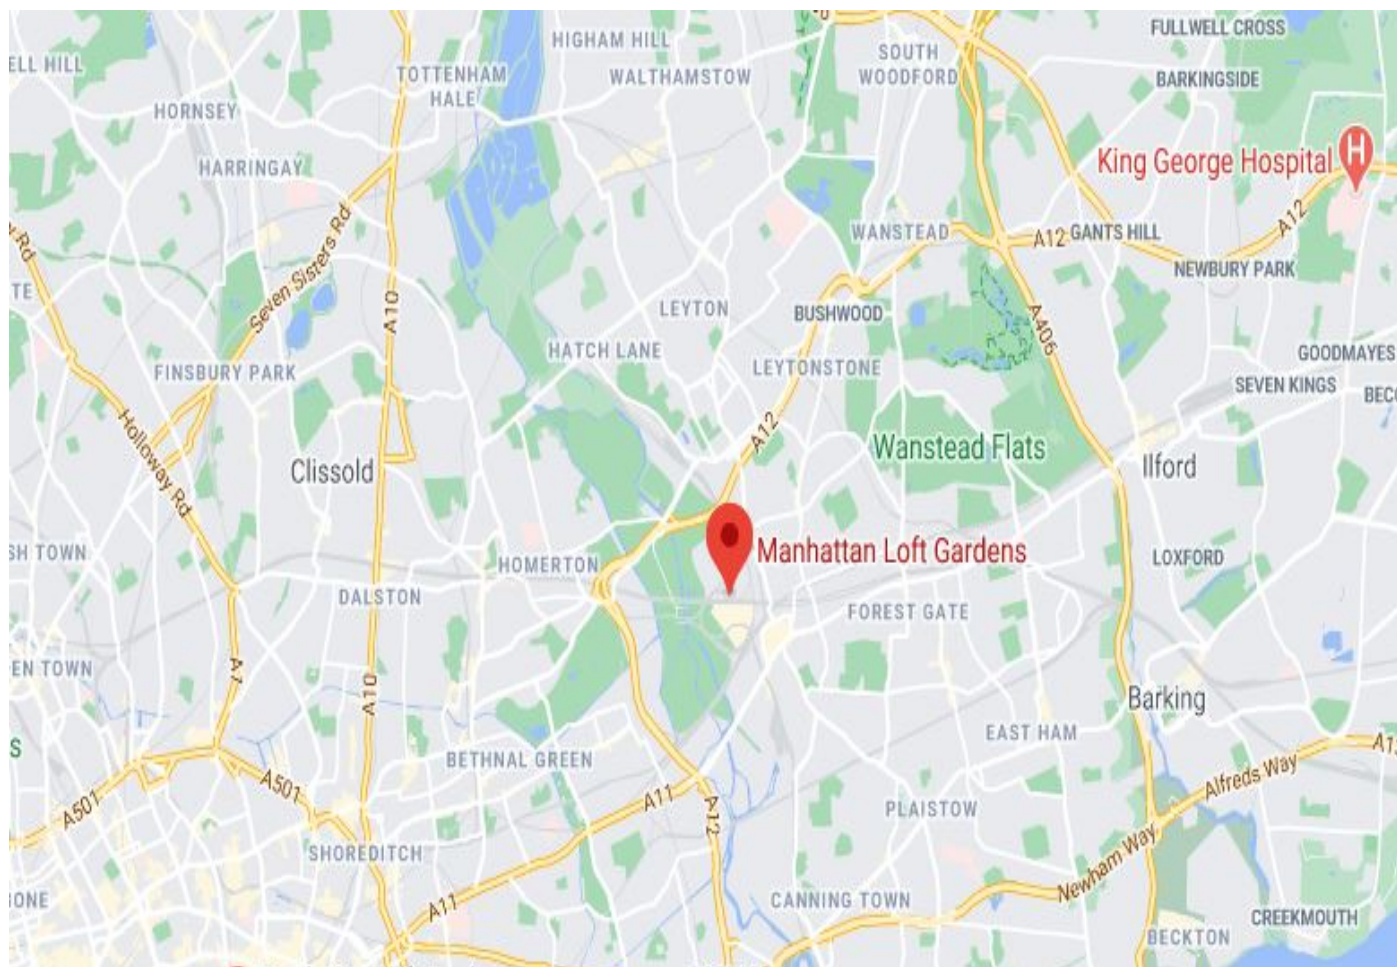 FULLWELL CROSS
HIGHAM HILL
SOUTH
WOODFORD
ELL HILL
TOTTENHAM
HALE
WALTHAMSTOW
BARKINGSIDE
HORNSEY
King George Hospital
H
HARRINGAY
Rd
Seven Sisters Rd
WANSTEAD
A12
GANTS HILL
A12
NEWBURY PARK
TE
A10
LEYTON
BUSHWOOD
A406
HATCH LANE
LEYTONSTONE
GOODMAYES
FINSBURY PARK
SEVEN KINGS
BEC
Holloway Rd
A12
Wanstead Flats
Clissold
Ilford
SH TOWN
HOMERTON
Manhattan Loft Gardens
LOXFORD
DALSTON
FOREST GATE
EN TOWN
A1
A10
Barking
S
BETHNAL GREEN
EAST HAM
A1
Alfreds Way
A501
A501
A11
A12
PLAISTOW
SHOREDITCH
Newham Way
BONE
A11
CANNING TOWN
CREEKMOUTH
BECKTON